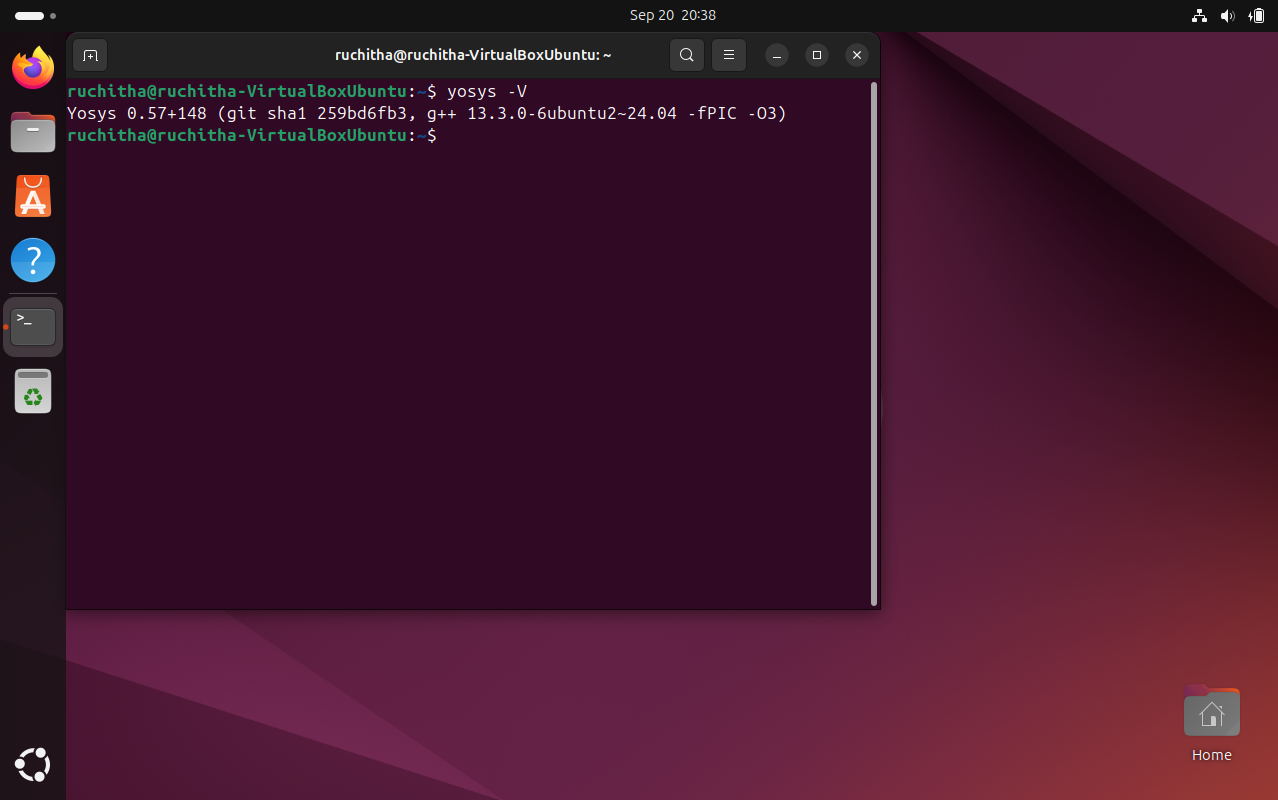 Sep 20 20:38
ruchitha@ruchitha-VirtualBoxUbuntu: ~
ruchitha@ruchitha-VirtualBoxUbuntu:~$ yosys -V
Yosys 0.57+148 (git sha1 259bd6fb3, g++ 13.3.0-6ubuntu2~24.04 -fPIC -O3)
ruchitha@ruchitha-VirtualBoxUbuntu:~$
Home